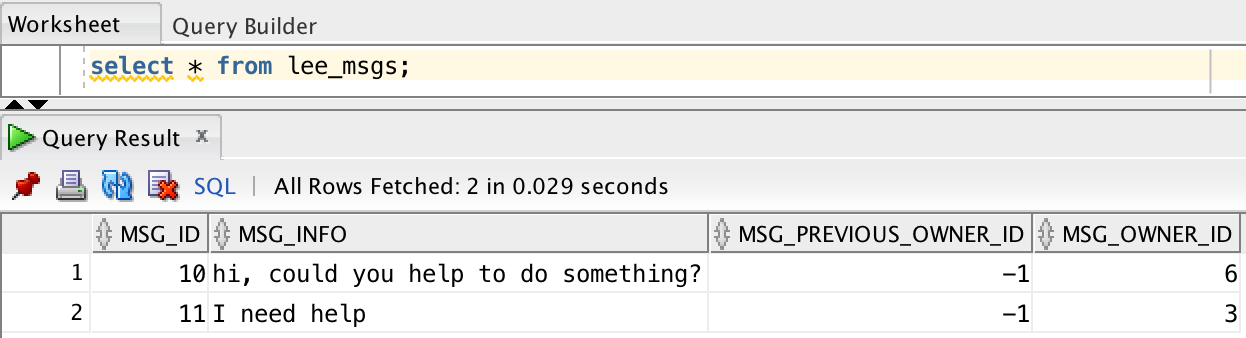 Worksheet Query Builder
select * from lee_msgs;
Query Result x
SQL | All Rows Fetched: 2 in 0.029 seconds
MSG_ID MSG_INFO MSG_PREVIOUS_OWNER_ID MSG_OWNER_ID
1 10 hi, could you help to do something? -1 6
2 11 I need help -1 3